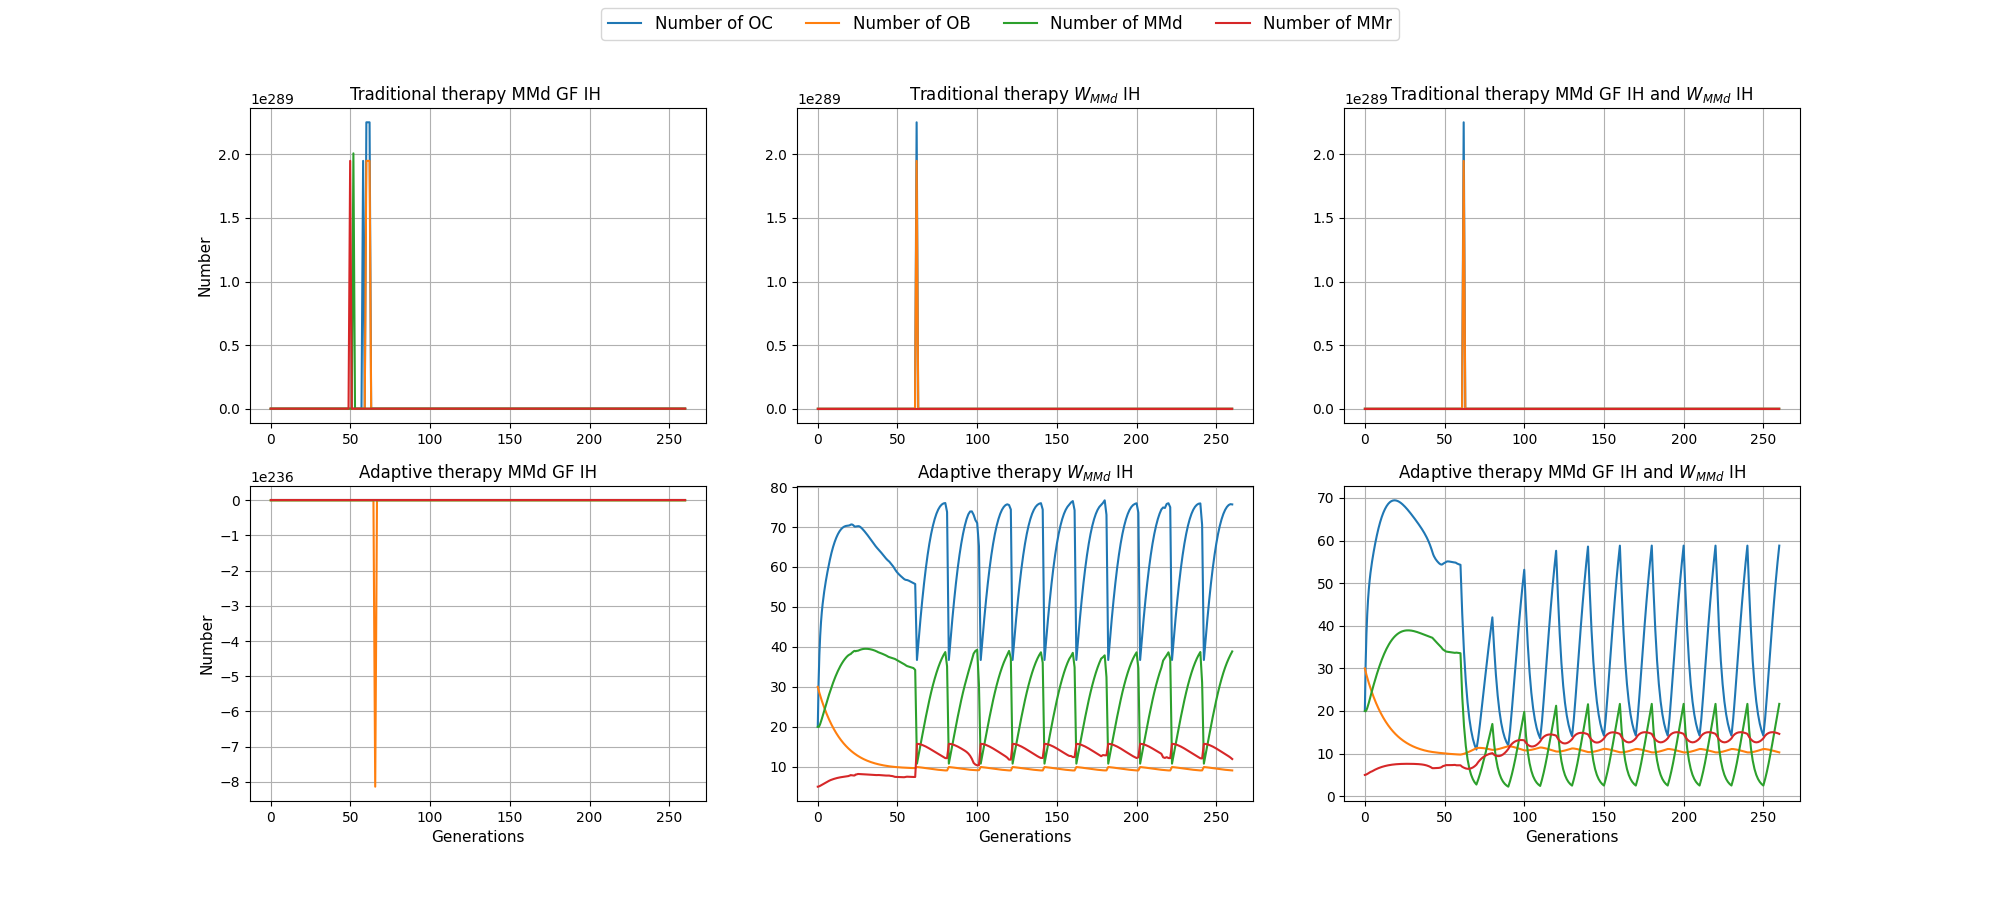 Number of OC Number of OB Number of MMd Number of MMr
Traditional therapy MMd GF IH
1e289
2.0
1.5
1.0
0.5
0.0
Number
0 50 100 150 200 250
Traditional therapy W_MMd IH
1e289
2.0
1.5
1.0
0.5
0.0
0 50 100 150 200 250
Traditional therapy MMd GF IH and W_MMd IH
1e289
2.0
1.5
1.0
0.5
0.0
0 50 100 150 200 250
Adaptive therapy MMd GF IH
1e236
0
−1
−2
−3
−4
−5
−6
−7
−8
Number
0 50 100 150 200 250
Generations
Adaptive therapy W_MMd IH
80
70
60
50
40
30
20
10
0 50 100 150 200 250
Generations
Adaptive therapy MMd GF IH and W_MMd IH
70
60
50
40
30
20
10
0
0 50 100 150 200 250
Generations